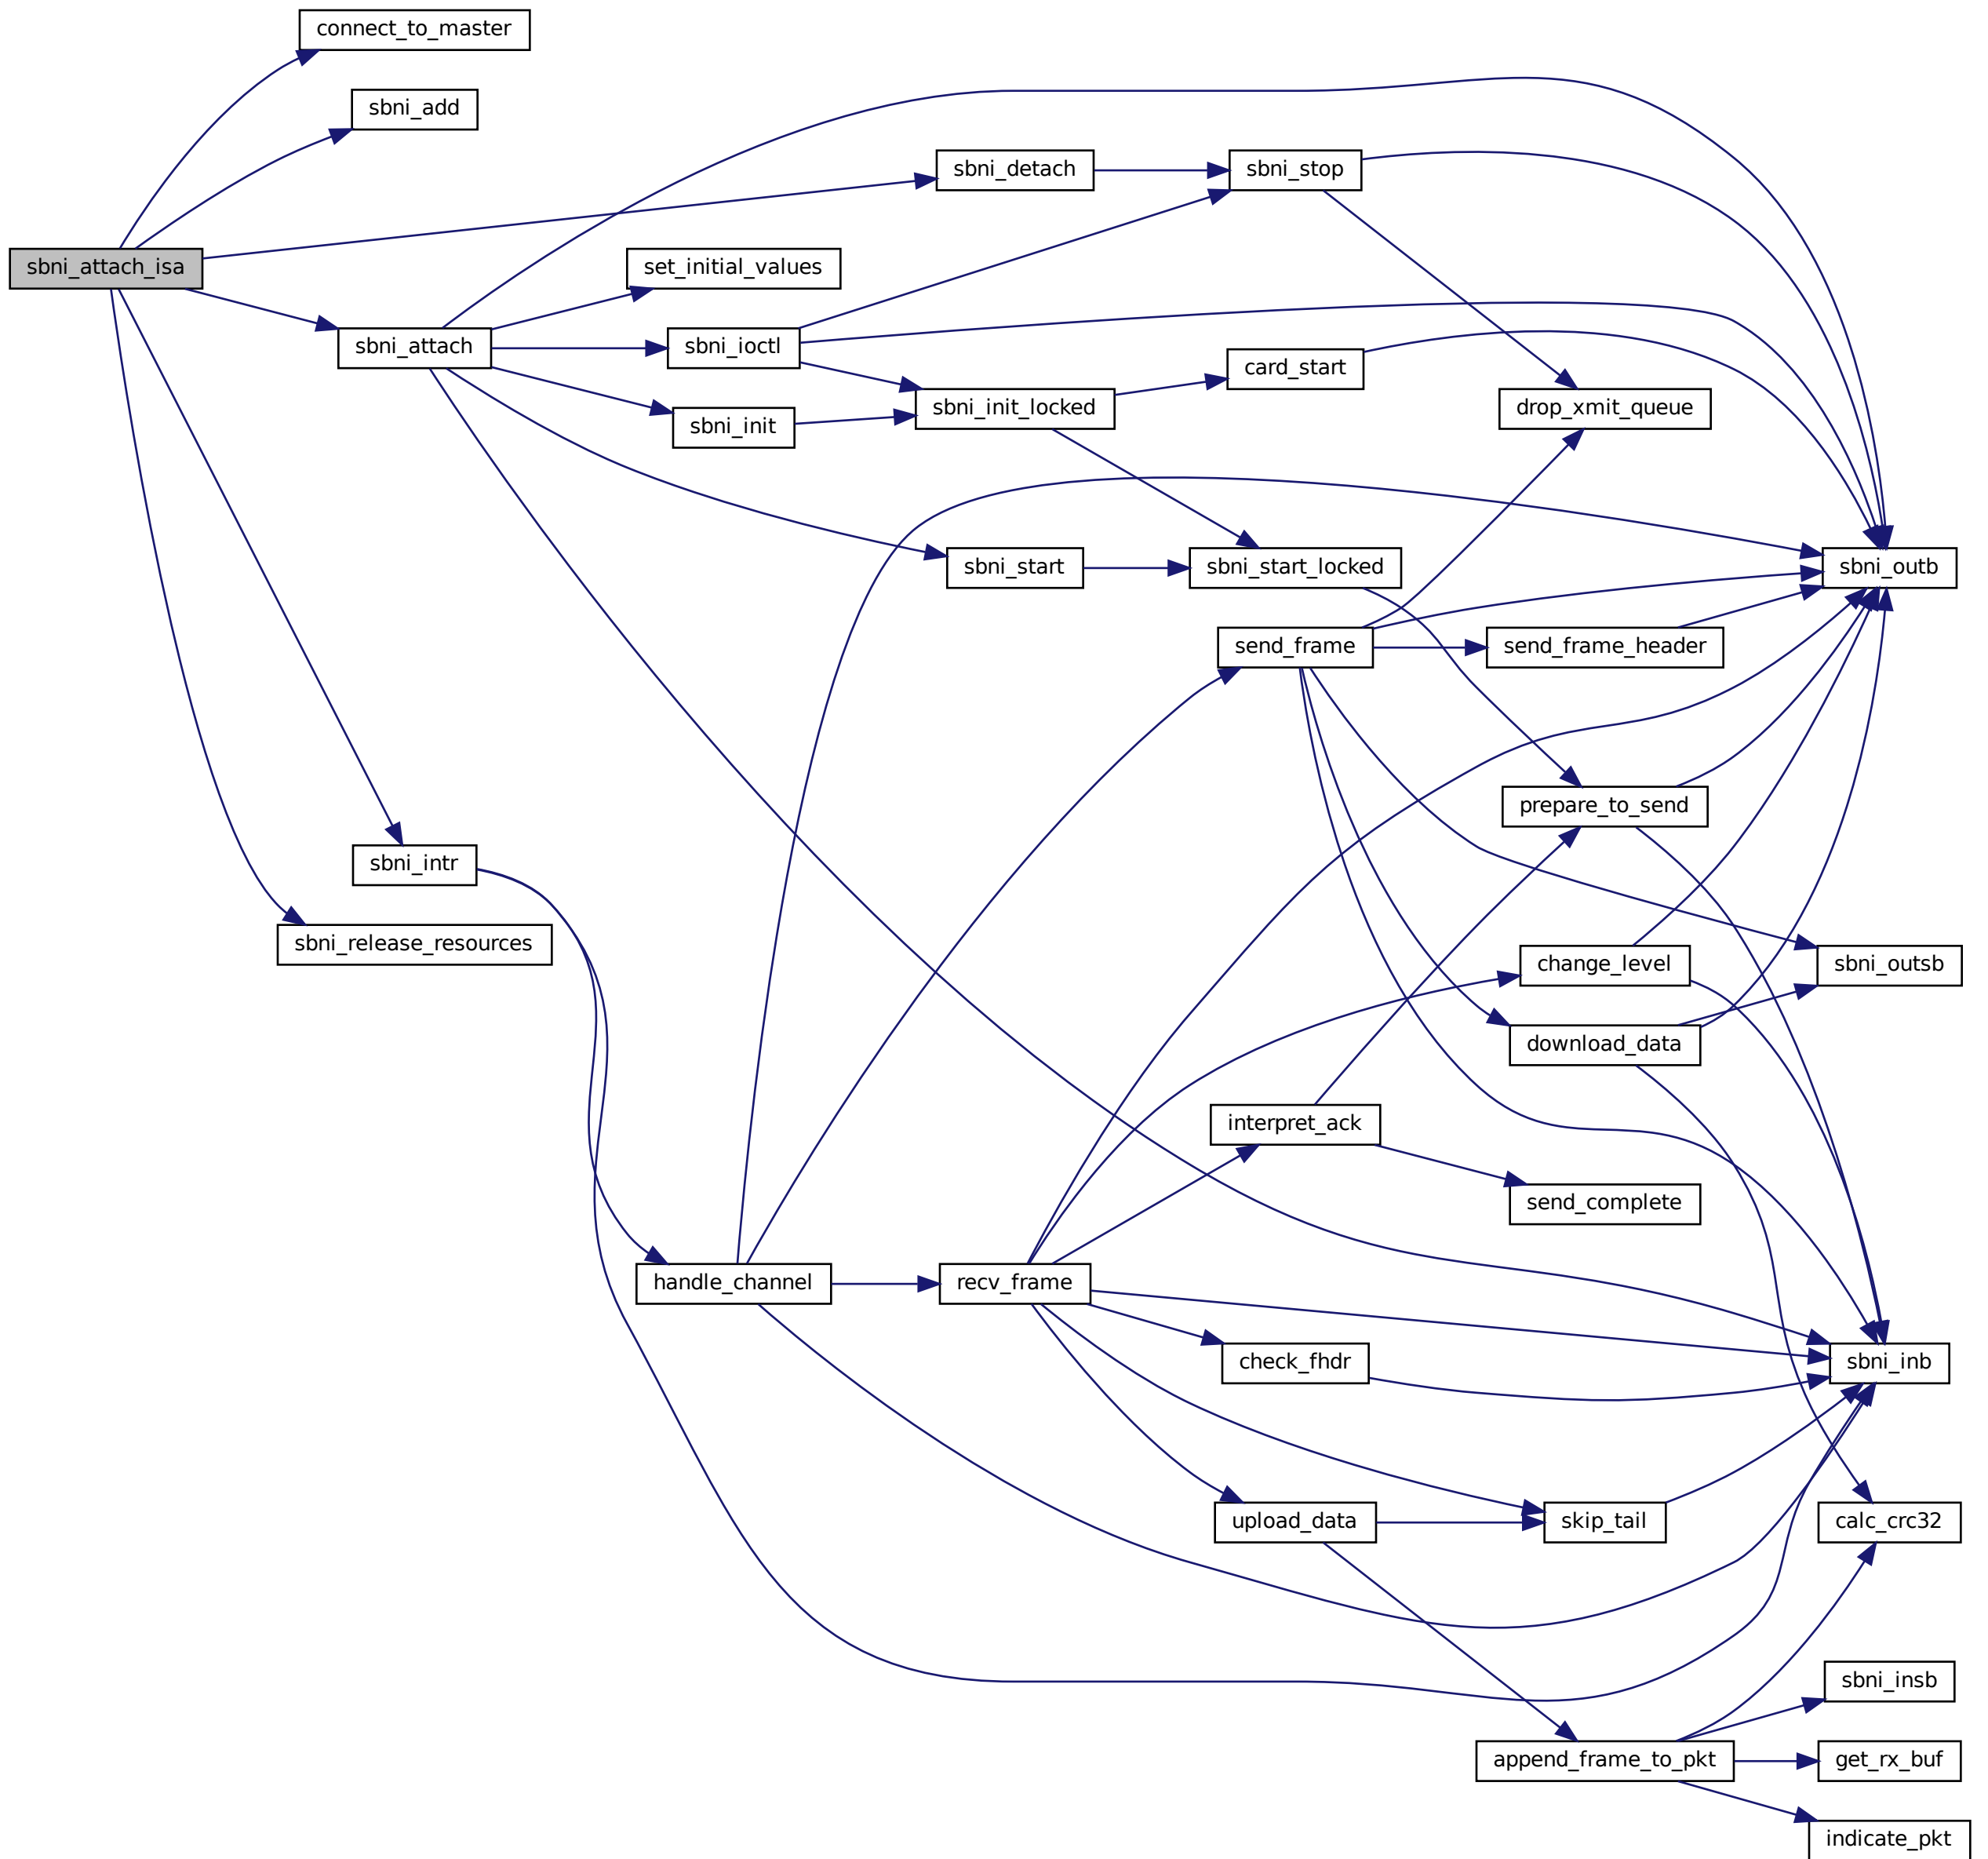 connect_to_master
sbni_add
sbni_detach
sbni_stop
sbni_attach_isa
set_initial_values
sbni_attach
sbni_ioctl
card_start
sbni_init_locked
drop_xmit_queue
sbni_init
sbni_start
sbni_start_locked
sbni_outb
send_frame
send_frame_header
prepare_to_send
sbni_intr
sbni_release_resources
change_level
sbni_outsb
download_data
interpret_ack
send_complete
handle_channel
recv_frame
check_fhdr
sbni_inb
upload_data
skip_tail
calc_crc32
sbni_insb
append_frame_to_pkt
get_rx_buf
indicate_pkt